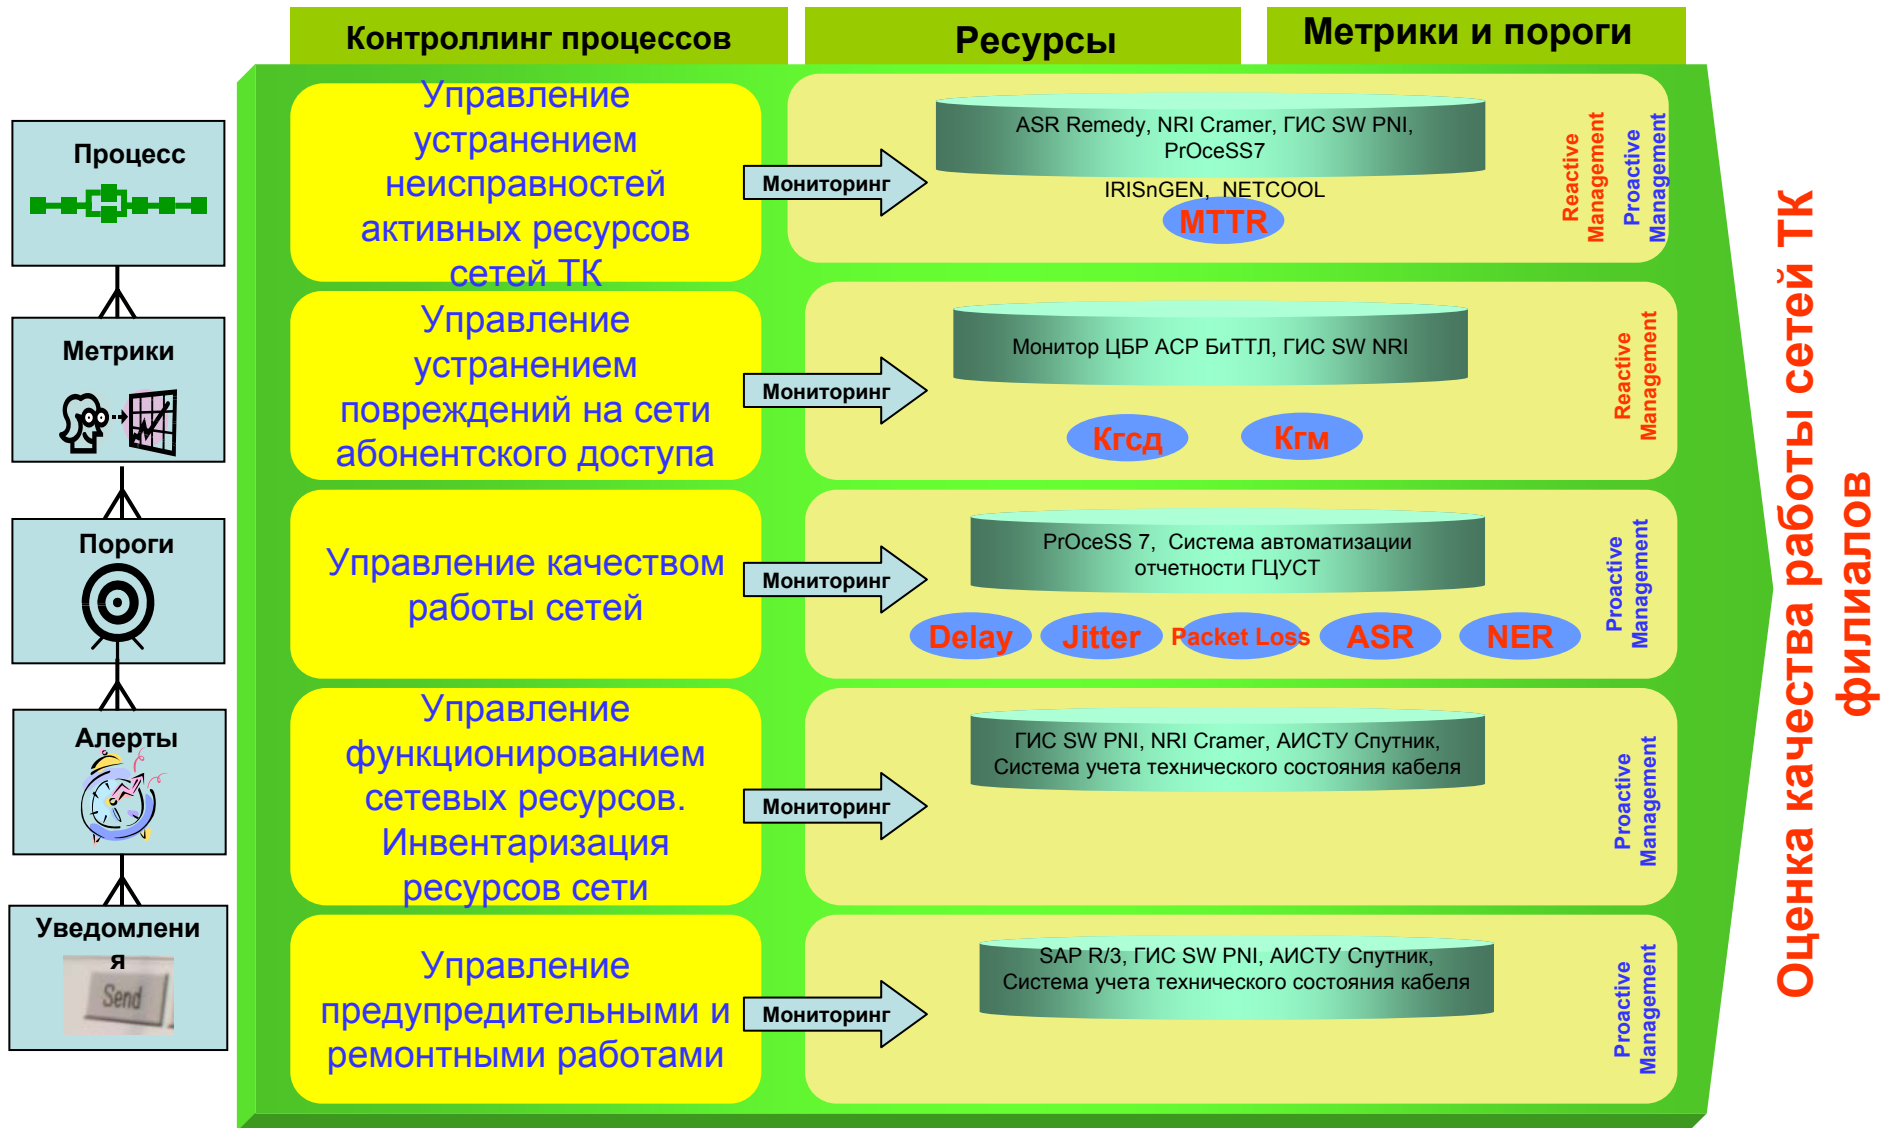 Контроллинг процессов
Ресурсы
Метрики и пороги
Процесс
Метрики
Пороги
Алерты
Уведомлени
я
Send
Управление
устранением
неисправностей
активных ресурсов
сетей ТК
Мониторинг
ASR Remedy, NRI Cramer, ГИС SW PNI,
PrOceSS7
IRISnGEN, NETCOOL
MTTR
Reactive
Management
Proactive
Management
Управление
устранением
повреждений на сети
абонентского доступа
Мониторинг
Монитор ЦБР АСР БиТТЛ, ГИС SW NRI
Кгсд
Кгм
Reactive
Management
Управление качеством
работы сетей
Мониторинг
PrOceSS 7, Система автоматизации
отчетности ГЦУСТ
Delay
Jitter
Packet Loss
ASR
NER
Proactive
Management
Управление
функционированием
сетевых ресурсов.
Инвентаризация
ресурсов сети
Мониторинг
ГИС SW PNI, NRI Cramer, АИСТУ Спутник,
Система учета технического состояния кабеля
Proactive
Management
Управление
предупредительными и
ремонтными работами
Мониторинг
SAP R/3, ГИС SW PNI, АИСТУ Спутник,
Система учета технического состояния кабеля
Proactive
Management
Оценка качества работы сетей ТК
филиалов